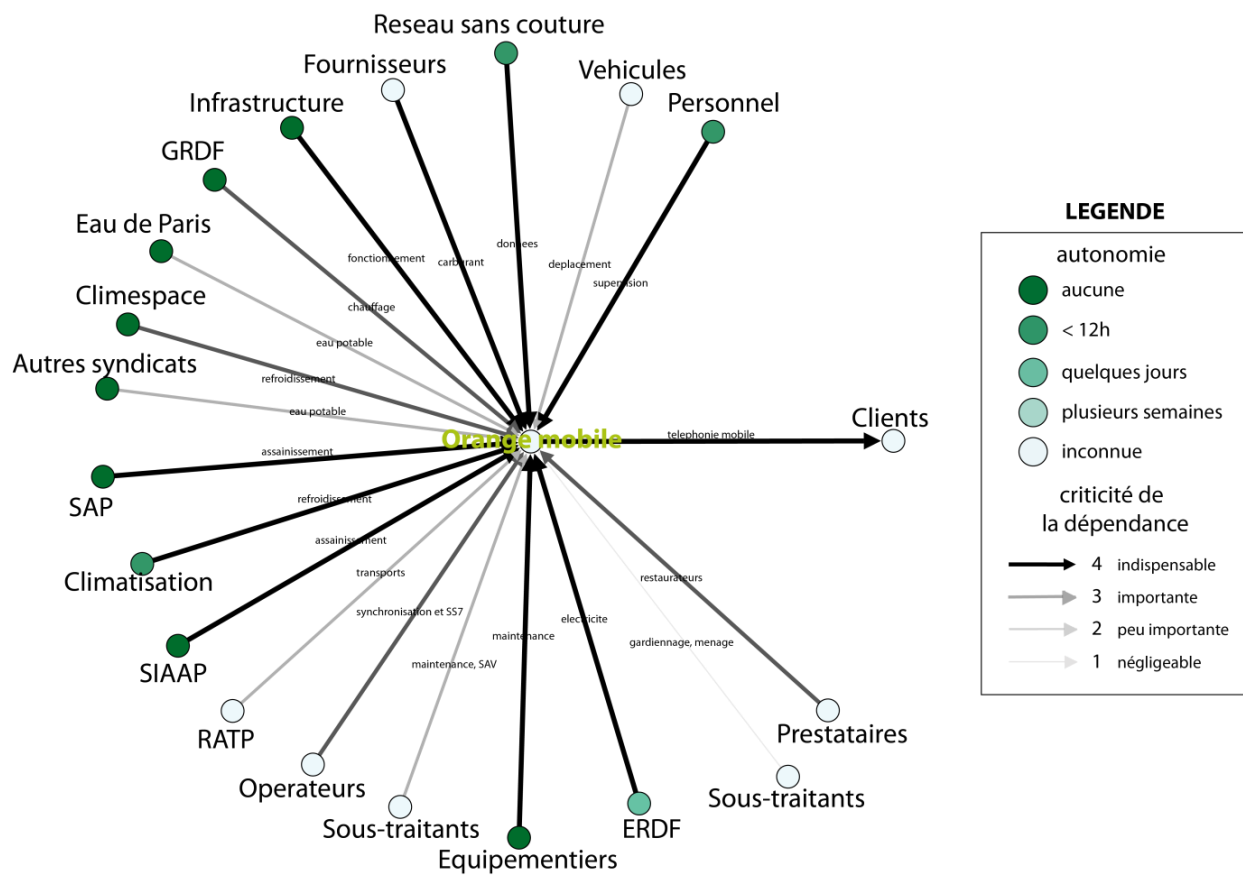 Reseau sans couture
Fournisseurs
Vehicules
Infrastructure
Personnel
GRDF
Eau de Paris
Climespace
Autres syndicats
SAP
Climatisation
SIAAP
RATP
Operateurs
Sous-traitants
Equipementiers
ERDF
Sous-traitants
Prestataires
Clients
Orange mobile
donnees
fonctionnement
carburant
deplacement
supervision
chauffage
eau potable
refroidissement
eau potable
telephonie mobile
assainissement
refroidissement
assainissement
transports
restaurateurs
synchronisation et SS7
electricite
maintenance
gardiennage, menage
maintenance, SAV
LEGENDE
autonomie
aucune
< 12h
quelques jours
plusieurs semaines
inconnue
criticité de
la dépendance
4 indispensable
3 importante
2 peu importante
1 négligeable